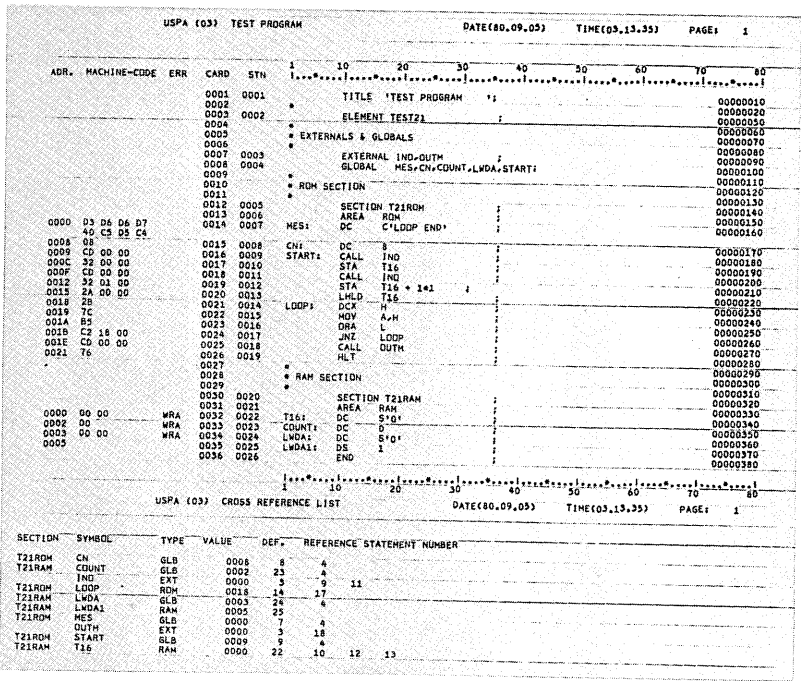 USPA (03) TEST PROGRAM DATE(80.09.05) TIME(03.13.35) PAGE: 1
1 10 20 30 40 50 60 70 80
ADR. MACHINE-CODE ERR CARD STN
0001 0001 TITLE 'TEST PROGRAM '; 00000010
0002 * 00000020
0003 0002 ELEMENT TEST21 ; 00000050
0004 * 00000060
0005 * EXTERNALS & GLOBALS 00000070
0006 * 00000080
0007 0003 EXTERNAL IND,OUTH ; 00000090
0008 0004 GLOBAL MES,CN,COUNT,LWDA,START; 00000100
0009 * 00000110
0010 * ROM SECTION 00000120
0011 * 00000130
0012 0005 SECTION T21ROM ; 00000140
0013 0006 AREA ROM ; 00000150
0000 D3 D6 D6 D7 0014 0007 MES: DC C'LOOP END' ; 00000160
40 C5 D5 C4
0008 08 0015 0008 CN: DC 8 ; 00000170
0009 CD 00 00 0016 0009 START: CALL IND ; 00000180
000C 32 00 00 0017 0010 STA T16 ; 00000190
000F CD 00 00 0018 0011 CALL IND ; 00000200
0012 32 01 00 0019 0012 STA T16 + 1*1 ; 00000210
0015 2A 00 00 0020 0013 LHLD T16 ; 00000220
0018 2B 0021 0014 LOOP: DCX H ; 00000230
0019 7C 0022 0015 MOV A,H ; 00000240
001A B5 0023 0016 ORA L ; 00000250
001B C2 18 00 0024 0017 JNZ LOOP ; 00000260
001E CD 00 00 0025 0018 CALL OUTH ; 00000270
0021 76 0026 0019 HLT ; 00000280
0027 * 00000290
0028 * RAM SECTION 00000300
0029 * 00000310
0030 0020 SECTION T21RAM ; 00000320
0031 0021 AREA RAM ; 00000330
0000 00 00 WRA 0032 0022 T16: DC S'0' ; 00000340
0002 00 WRA 0033 0023 COUNT: DC 0 ; 00000350
0003 00 00 WRA 0034 0024 LWDA: DC S'0' ; 00000360
0005 0035 0025 LWDA1: DS 1 ; 00000370
0036 0026 END ; 00000380
1 10 20 30 40 50 60 70 80
USPA (03) CROSS REFERENCE LIST DATE(80.09.05) TIME(03.13.35) PAGE: 1
SECTION SYMBOL TYPE VALUE DEF. REFERENCE STATEMENT NUMBER
T21ROM CN GLB 0008 8 4
T21RAM COUNT GLB 0002 23 4
IND EXT 0000 3 9 11
T21ROM LOOP ROM 0018 14 17
T21RAM LWDA GLB 0003 24 4
T21RAM LWDA1 RAM 0005 25
T21ROM MES GLB 0000 7 4
OUTH EXT 0000 3 18
T21ROM START GLB 0009 9 4
T21RAM T16 RAM 0000 22 10 12 13